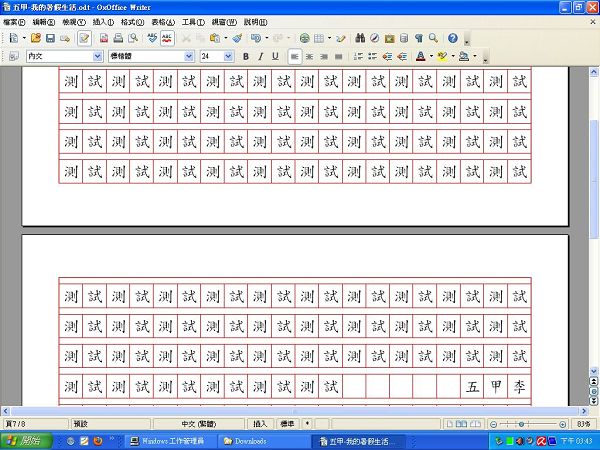 五甲-我的暑假生活.odt - OxOffice Writer
檔案(F) 編輯(E) 檢視(V) 插入(I) 格式(O) 表格(A) 工具(T) 視窗(W) 說明(H)
內文 標楷體 24 B I U
測試測試測試測試測試測試測試測試測試測試
測試測試測試測試測試測試測試測試測試測試
測試測試測試測試測試測試測試測試測試測試
測試測試測試測試測試測試測試測試測試測試
測試測試測試測試測試測試測試測試測試測試
測試測試測試測試測試測試測試測試測試測試
測試測試測試測試測試測試測試測試測試測試
測試測試測試測試測試測試 五甲李
頁7/8 預設 中文 (繁體) 插入 標準 * 83%
開始 Windows 工作管理員 Downloads 五甲-我的暑假生活... 下午 03:43